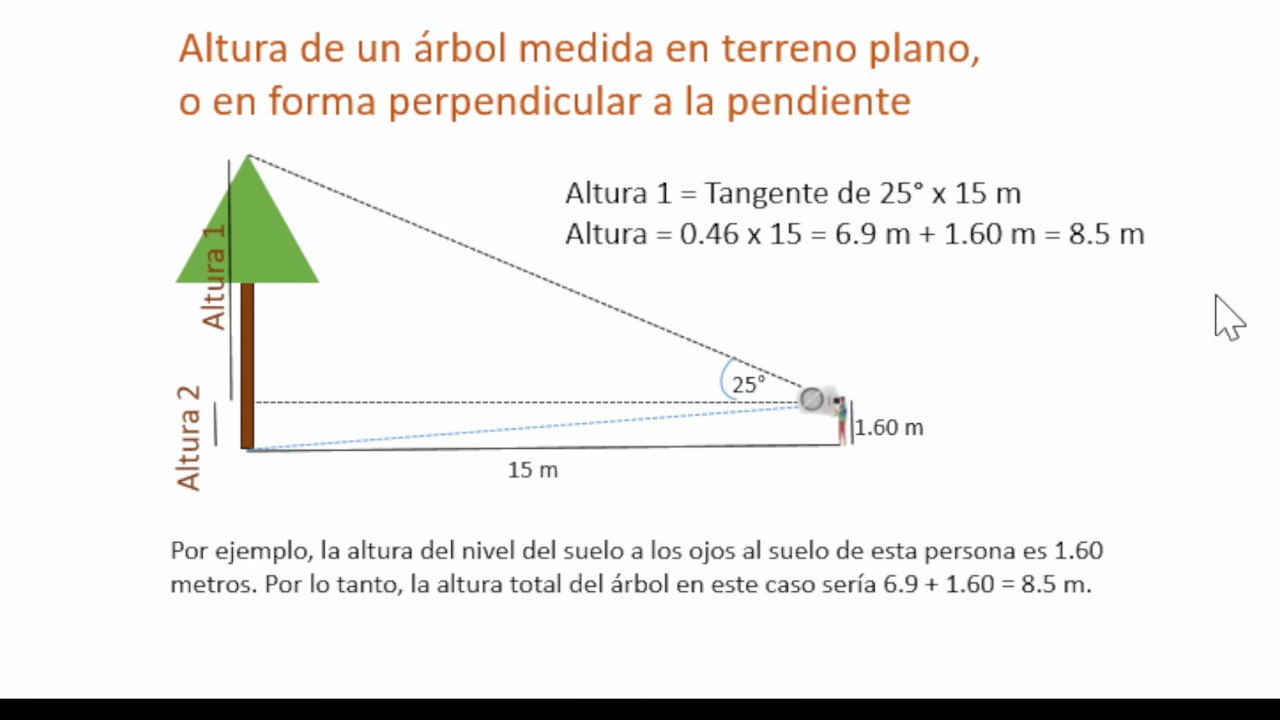 Altura de un árbol medida en terreno plano,
o en forma perpendicular a la pendiente
Altura 1 = Tangente de 25° x 15 m
Altura = 0.46 x 15 = 6.9 m + 1.60 m = 8.5 m
Altura 1
25°
Altura 2
1.60 m
15 m
Por ejemplo, la altura del nivel del suelo a los ojos al suelo de esta persona es 1.60
metros. Por lo tanto, la altura total del árbol en este caso sería 6.9 + 1.60 = 8.5 m.